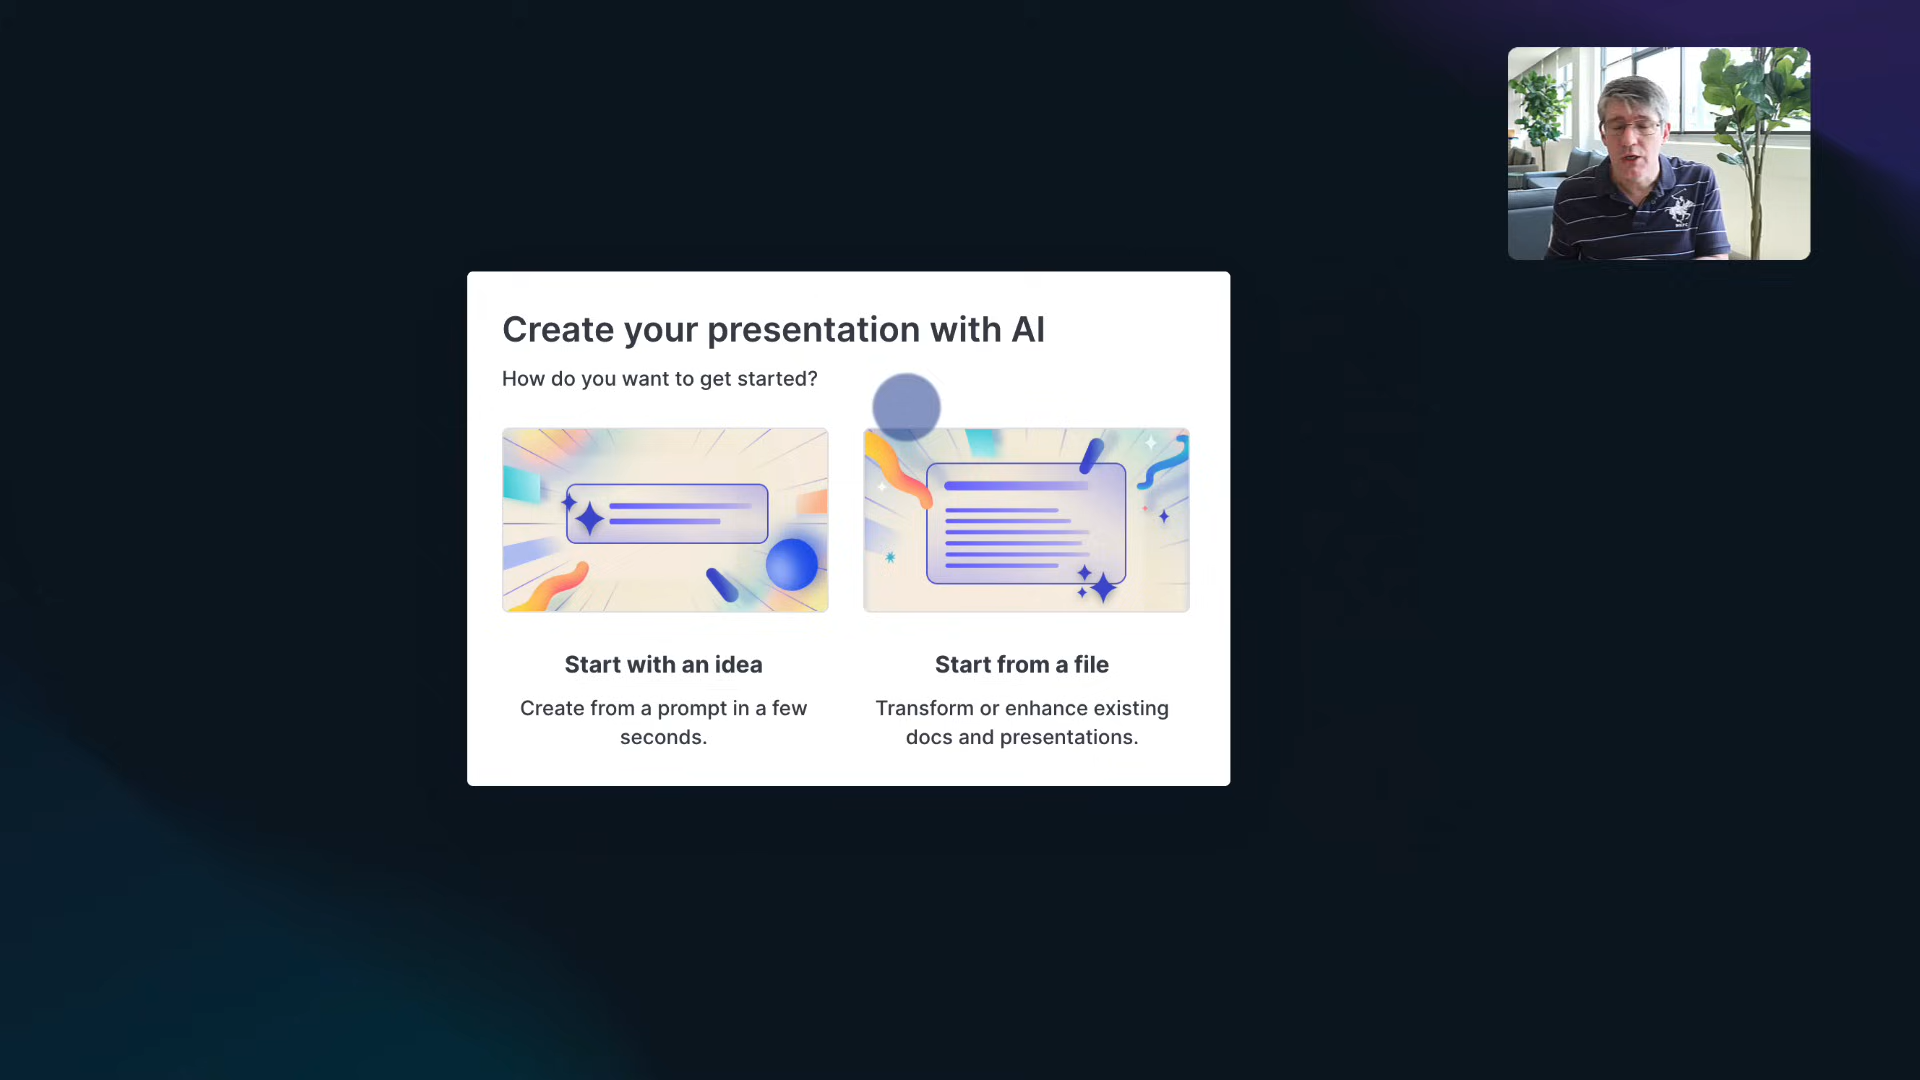 Create your presentation with AI
How do you want to get started?
Start with an idea
Create from a prompt in a few
seconds.
Start from a file
Transform or enhance existing
docs and presentations.